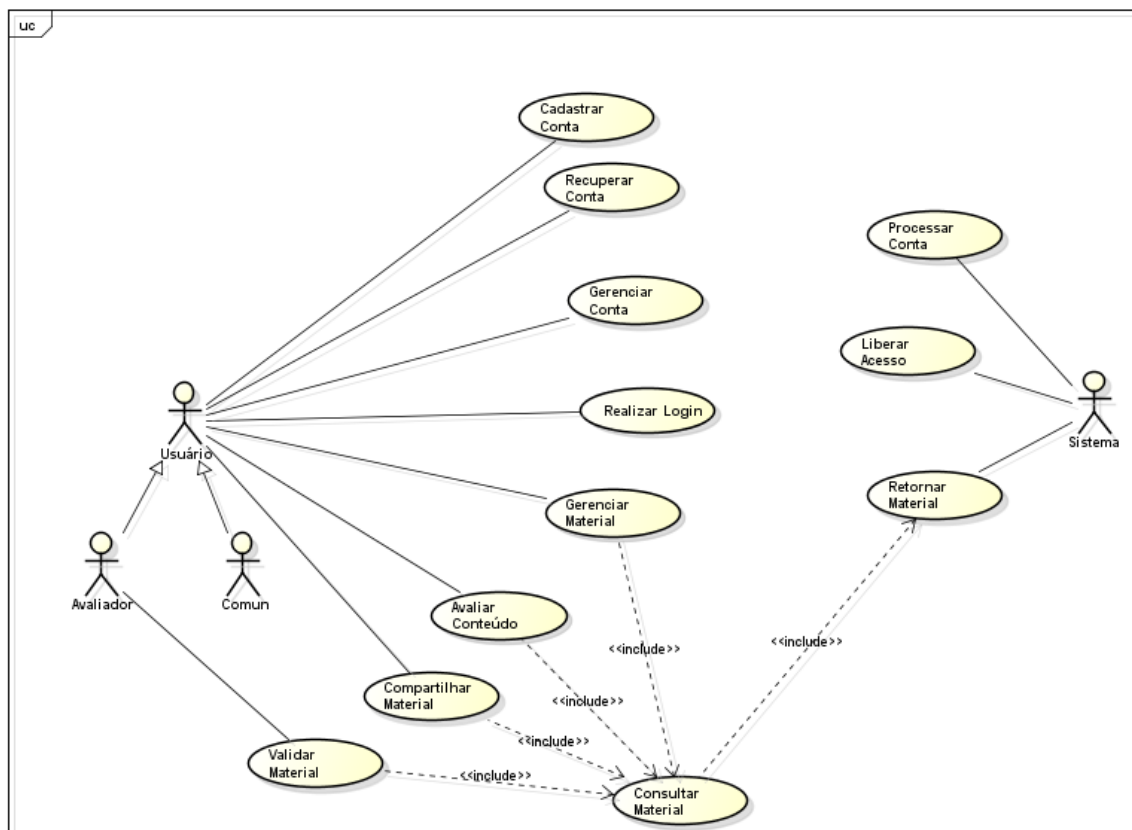 uc
Cadastrar
Conta
Recuperar
Conta
Processar
Conta
Gerenciar
Conta
Liberar
Acesso
Realizar Login
Usuário
Sistema
Gerenciar
Material
Retornar
Material
Avaliador
Comun
Avaliar
Conteúdo
<<include>>
<<include>>
Compartilhar
Material
<<include>>
<<include>>
Validar
Material
<<include>>
Consultar
Material